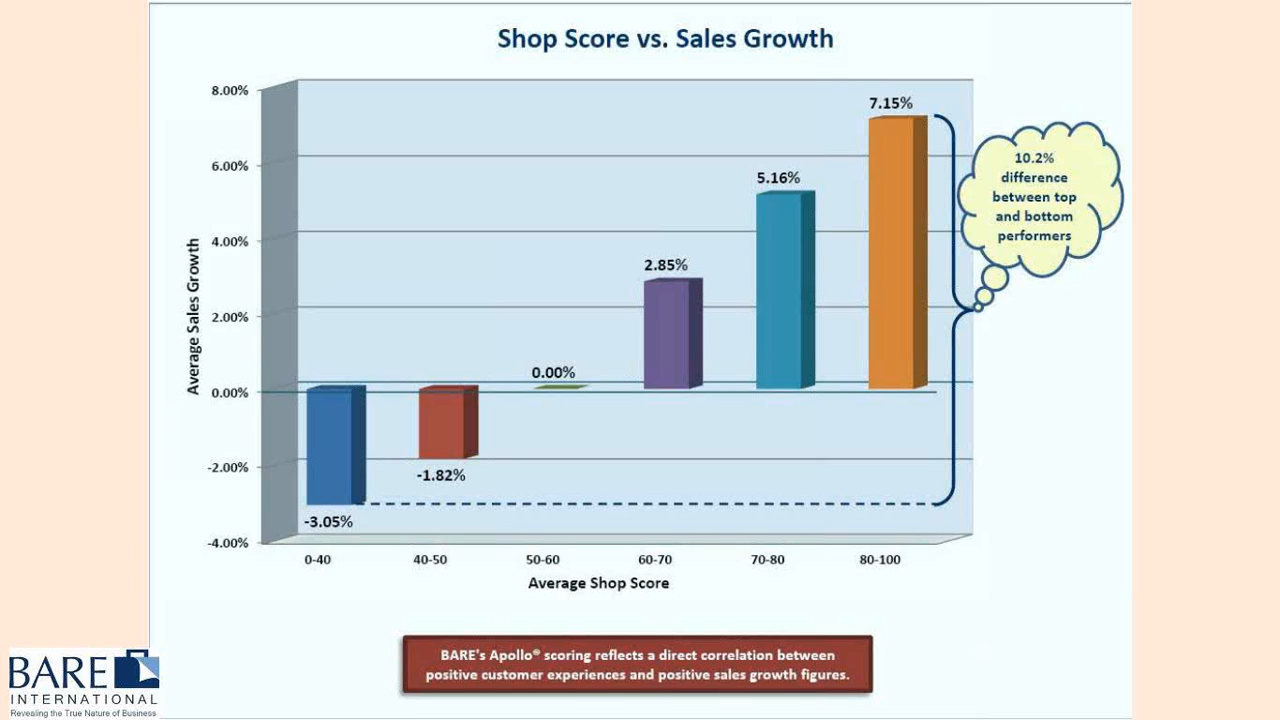 Shop Score vs. Sales Growth
8.00%
6.00%
4.00%
2.00%
0.00%
-2.00%
-4.00%
Average Sales Growth
-3.05%
-1.82%
0.00%
2.85%
5.16%
7.15%
10.2%
difference
between top
and bottom
performers
0-40
40-50
50-60
60-70
70-80
80-100
Average Shop Score
BARE's Apollo® scoring reflects a direct correlation between
positive customer experiences and positive sales growth figures.
BARE
INTERNATIONAL
Revealing the True Nature of Business